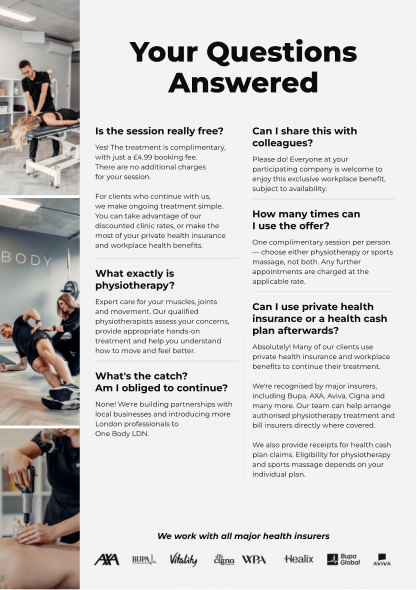 Your Questions
Answered
Is the session really free?
Yes! The treatment is complimentary,
with just a £4.99 booking fee.
There are no additional charges
for your session.
For clients who continue with us,
we make ongoing treatment simple.
You can take advantage of our
discounted clinic rates, or make the
most of your private health insurance
and workplace health benefits.
What exactly is
physiotherapy?
Expert care for your muscles, joints
and movement. Our qualified
physiotherapists assess your concerns,
provide appropriate hands-on
treatment and help you understand
how to move and feel better.
What's the catch?
Am I obliged to continue?
None! We're building partnerships with
local businesses and introducing more
London professionals to
One Body LDN.
Can I share this with
colleagues?
Please do! Everyone at your
participating company is welcome to
enjoy this exclusive workplace benefit,
subject to availability.
How many times can
I use the offer?
One complimentary session per person
— choose either physiotherapy or sports
massage, not both. Any further
appointments are charged at the
applicable rate.
Can I use private health
insurance or a health cash
plan afterwards?
Absolutely! Many of our clients use
private health insurance and workplace
benefits to continue their treatment.
We're recognised by major insurers,
including Bupa, AXA, Aviva, Cigna and
many more. Our team can help arrange
authorised physiotherapy treatment and
bill insurers directly where covered.
We also provide receipts for health cash
plan claims. Eligibility for physiotherapy
and sports massage depends on your
individual plan.
BODY
We work with all major health insurers
AXA BUPA Vitality cigna WPA Healix Bupa Global AVIVA